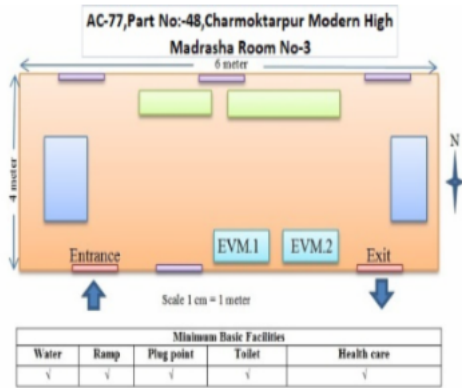 AC-77,Part No:-48,Charmoktarpur Modern High
Madrasha Room No-3
6 meter
4 meter
N
EVM.1 EVM.2
Entrance Exit
Scale 1 cm = 1 meter
Minimum Basic Facilities
Water Ramp Plug point Toilet Health care
√ √ √ √ √